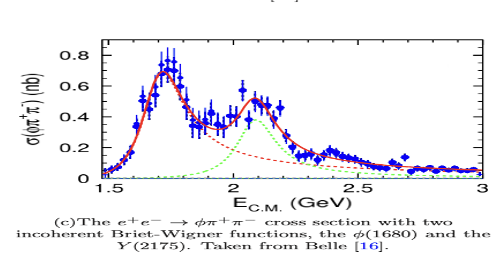 σ(φπ⁺π⁻) (nb)
0.8
0.6
0.4
0.2
0
1.5
2
2.5
3
E_C.M. (GeV)
(c)The e⁺e⁻ → φπ⁺π⁻ cross section with two
incoherent Briet-Wigner functions, the φ(1680) and the
Y(2175). Taken from Belle [16].